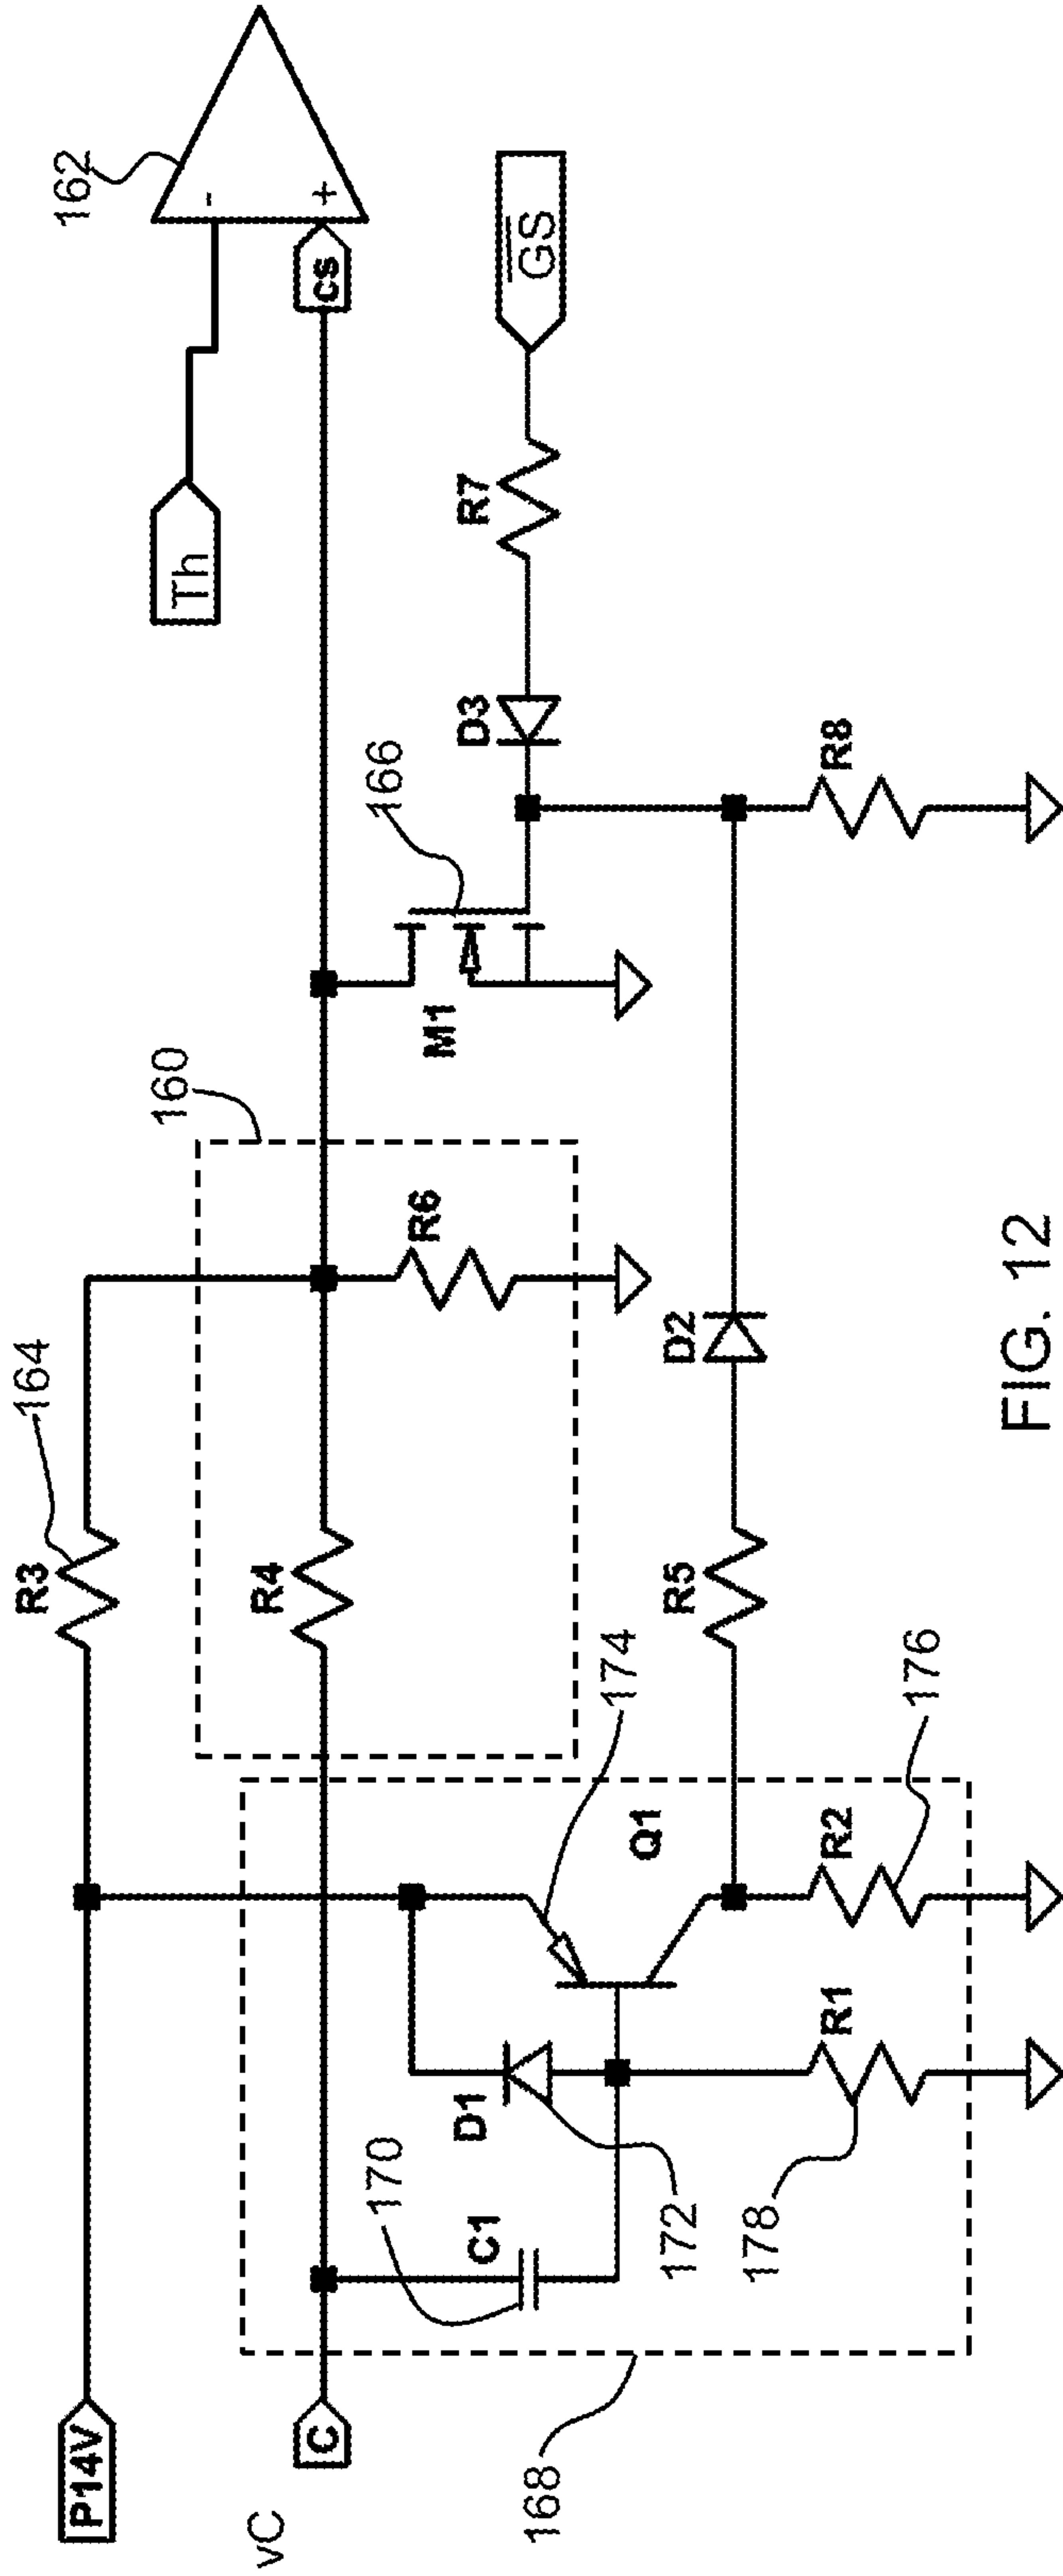 P14V
R3
164
vC
C
R4
160
R6
cs
Th
-
+
162
C1
170
D1
172
174
Q1
168
R1
178
R2
176
R5
D2
M1
166
D3
R7
GS
R8
FIG. 12